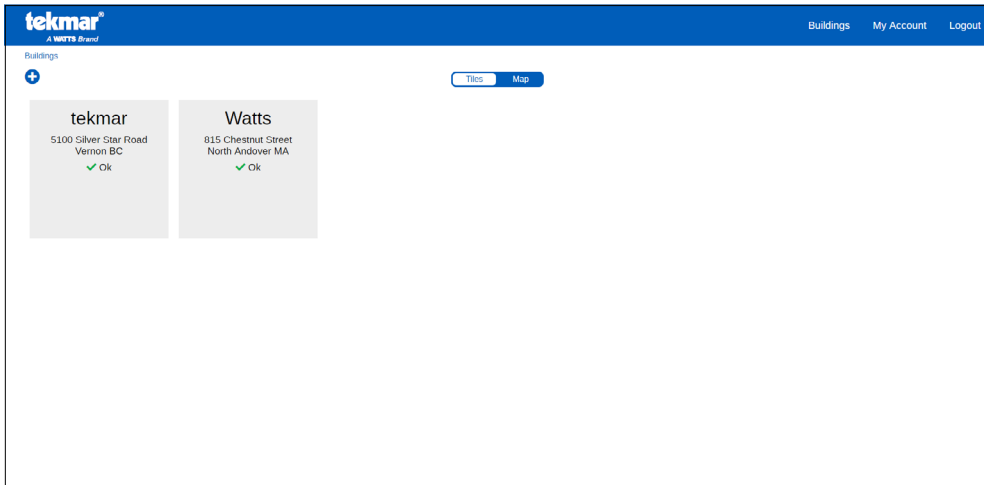 tekmar®
A WATTS Brand
Buildings My Account Logout
Buildings
Tiles Map
tekmar
5100 Silver Star Road
Vernon BC
Ok
Watts
815 Chestnut Street
North Andover MA
Ok